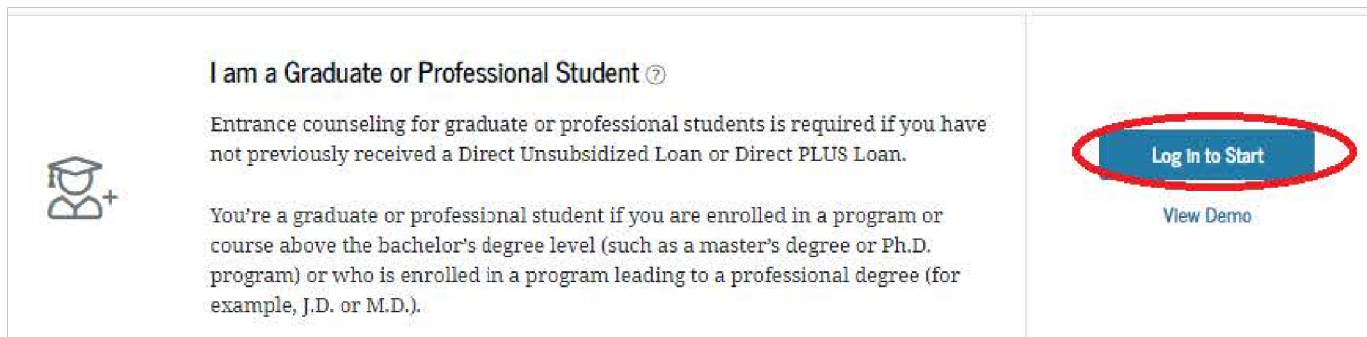 I am a Graduate or Professional Student ?
Entrance counseling for graduate or professional students is required if you have
not previously received a Direct Unsubsidized Loan or Direct PLUS Loan.
You're a graduate or professional student if you are enrolled in a program or
course above the bachelor's degree level (such as a master's degree or Ph.D.
program) or who is enrolled in a program leading to a professional degree (for
example, J.D. or M.D.).
Log In to Start
View Demo